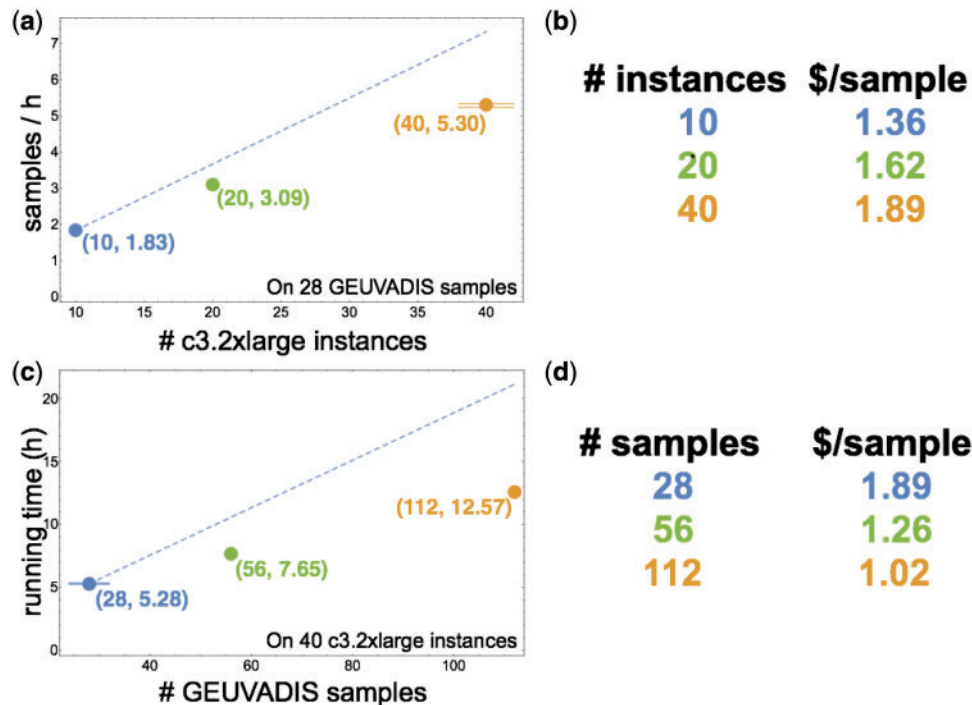 (a)
samples / h
7
6
5
4
3
2
1
0
(40, 5.30)
(20, 3.09)
(10, 1.83)
On 28 GEUVADIS samples
10 15 20 25 30 35 40
# c3.2xlarge instances
(b)
# instances $/sample
10 1.36
20 1.62
40 1.89
(c)
running time (h)
20
15
10
5
0
(112, 12.57)
(56, 7.65)
(28, 5.28)
On 40 c3.2xlarge instances
40 60 80 100
# GEUVADIS samples
(d)
# samples $/sample
28 1.89
56 1.26
112 1.02